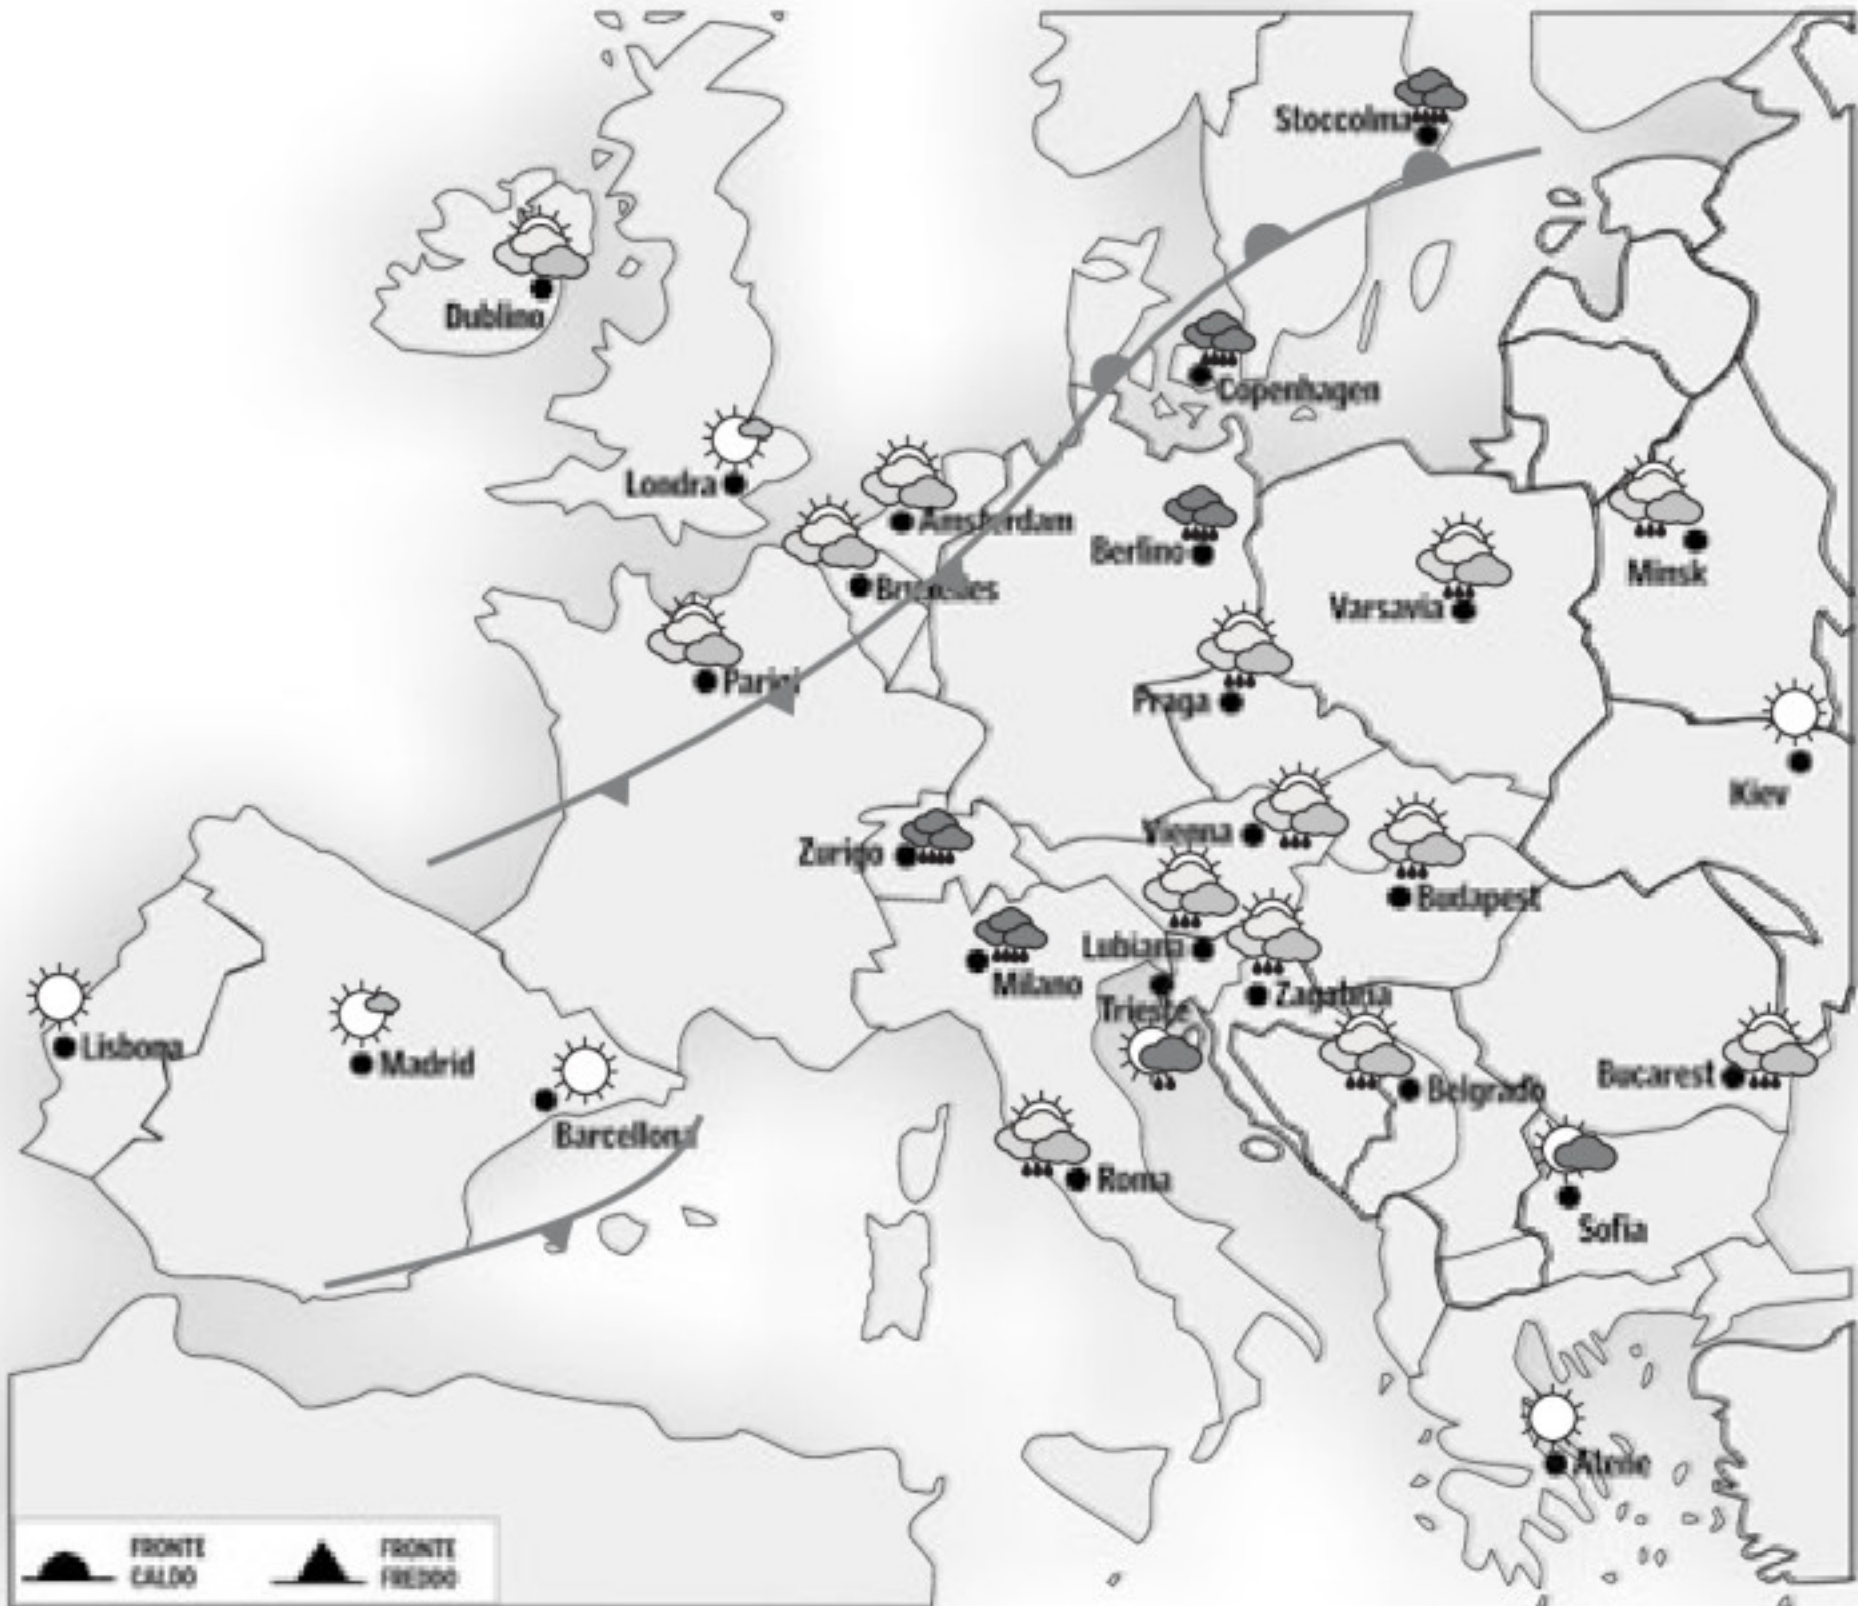 Stoccolma
Dublino
Copenhagen
Londra
Amsterdam
Berlino
Minsk
Bruxelles
Varsavia
Parigi
Praga
Kiev
Vienna
Zurigo
Budapest
Lubiana
Milano
Zagabria
Trieste
Lisbona
Madrid
Bucarest
Belgrado
Barcellona
Roma
Sofia
Atene
FRONTE
CALDO
FRONTE
FREDDO